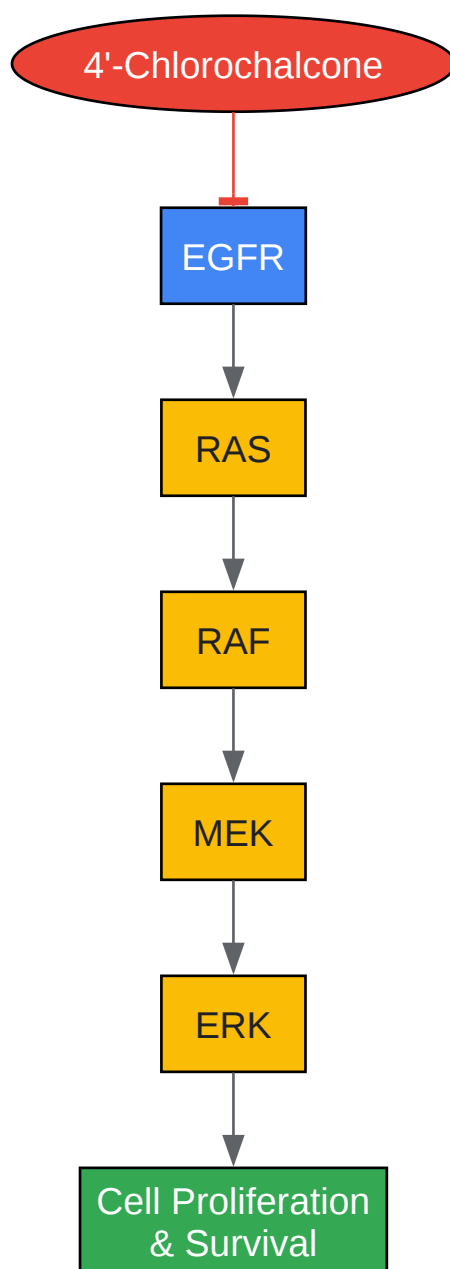 4'-Chlorochalcone
EGFR
RAS
RAF
MEK
ERK
Cell Proliferation
& Survival